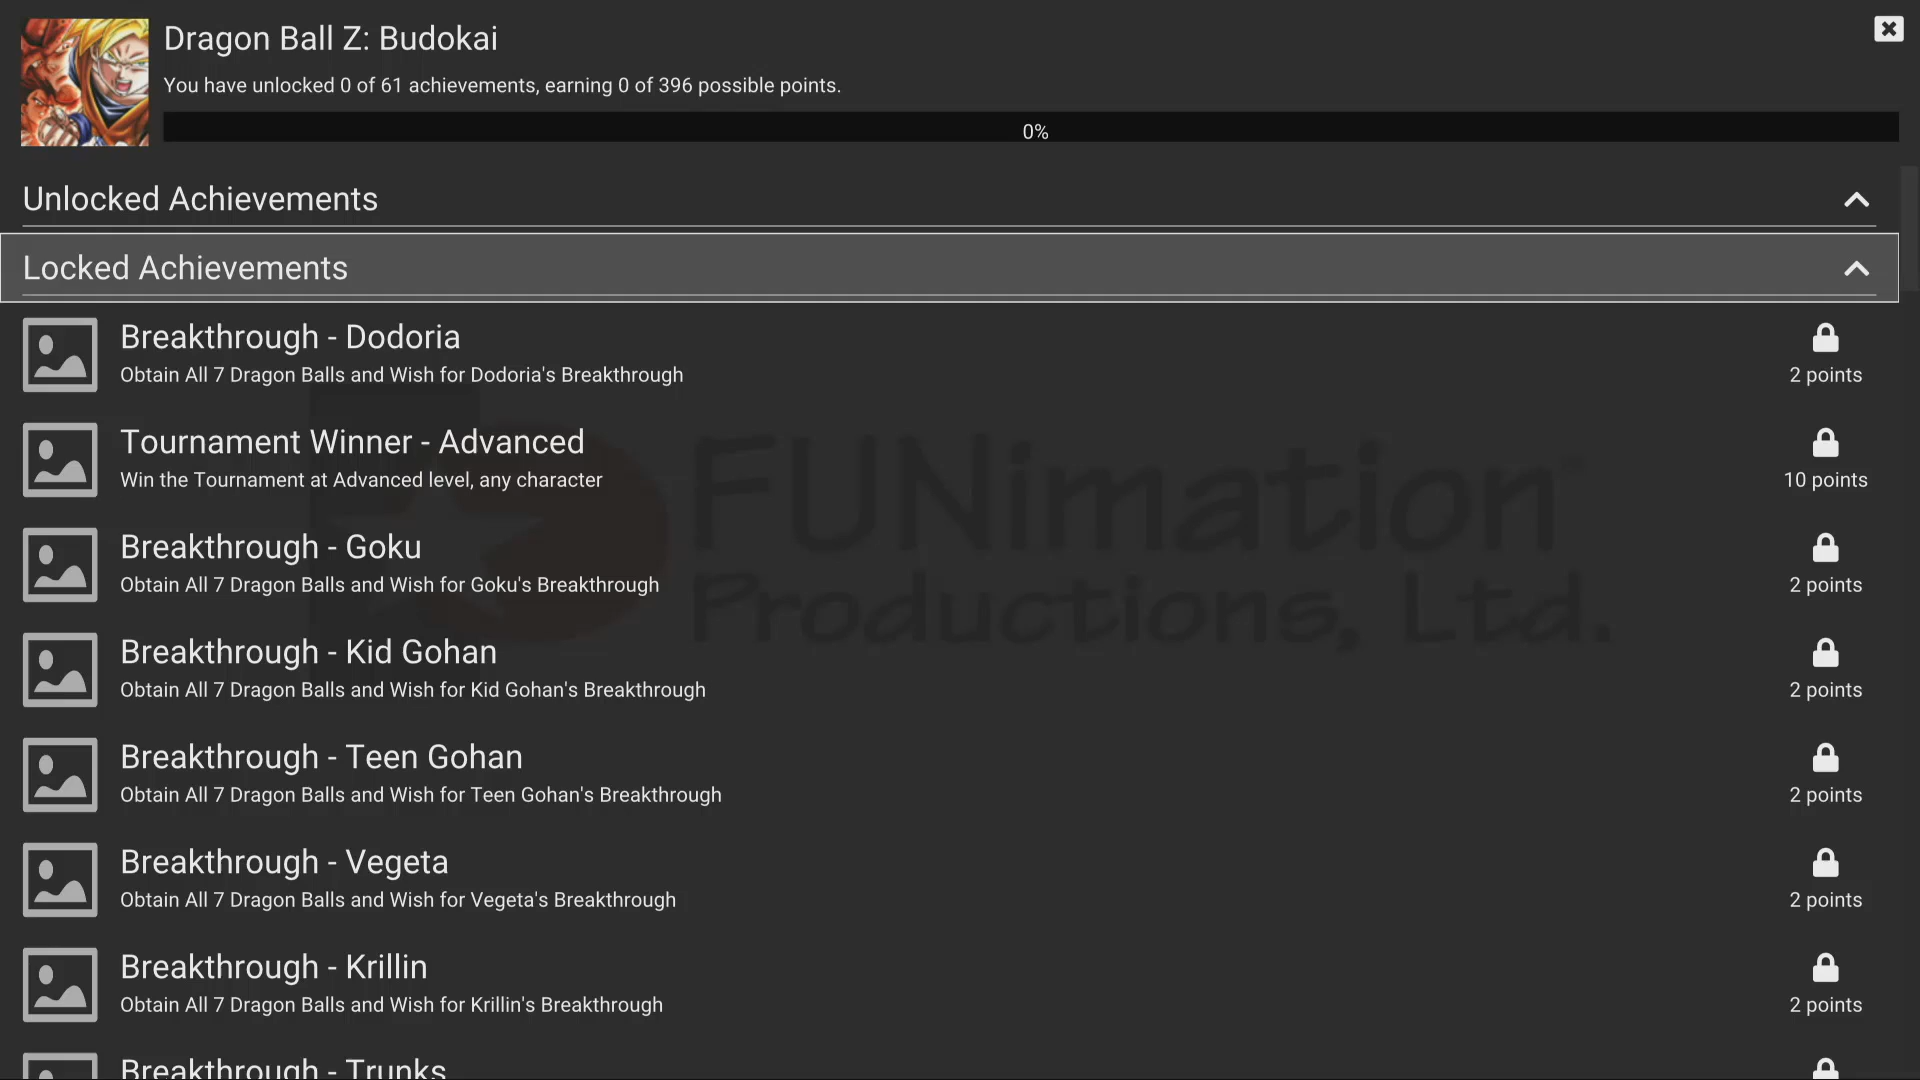 Dragon Ball Z: Budokai
You have unlocked 0 of 61 achievements, earning 0 of 396 possible points.
0%
Unlocked Achievements
Locked Achievements
Breakthrough - Dodoria
Obtain All 7 Dragon Balls and Wish for Dodoria's Breakthrough
2 points
Tournament Winner - Advanced
Win the Tournament at Advanced level, any character
10 points
Breakthrough - Goku
Obtain All 7 Dragon Balls and Wish for Goku's Breakthrough
2 points
Breakthrough - Kid Gohan
Obtain All 7 Dragon Balls and Wish for Kid Gohan's Breakthrough
2 points
Breakthrough - Teen Gohan
Obtain All 7 Dragon Balls and Wish for Teen Gohan's Breakthrough
2 points
Breakthrough - Vegeta
Obtain All 7 Dragon Balls and Wish for Vegeta's Breakthrough
2 points
Breakthrough - Krillin
Obtain All 7 Dragon Balls and Wish for Krillin's Breakthrough
2 points
Breakthrough - Trunks
FUNimation
Productions, Ltd.